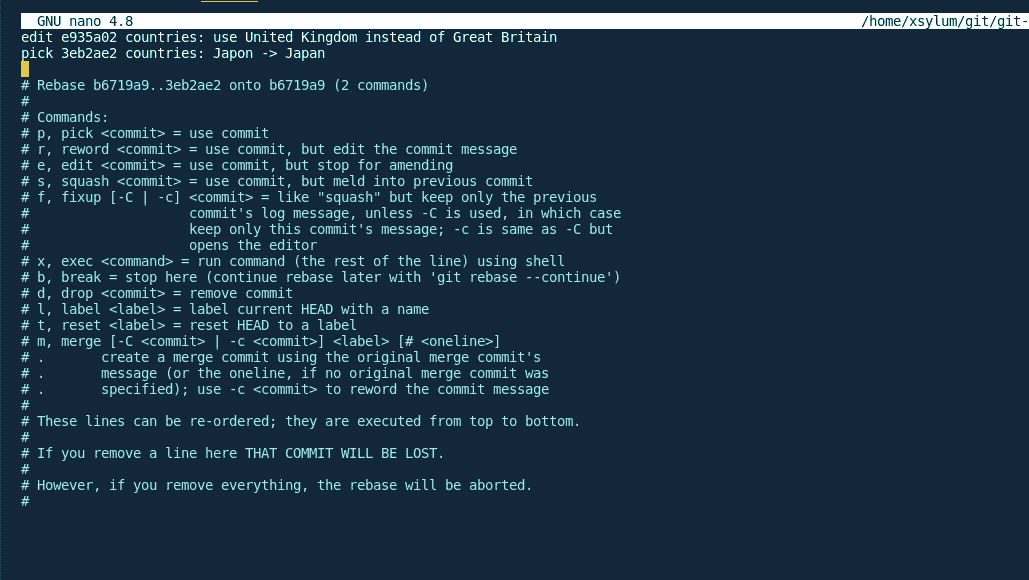 GNU nano 4.8 /home/xsylum/git/git-
edit e935a02 countries: use United Kingdom instead of Great Britain
pick 3eb2ae2 countries: Japon -> Japan
# Rebase b6719a9..3eb2ae2 onto b6719a9 (2 commands)
#
# Commands:
# p, pick <commit> = use commit
# r, reword <commit> = use commit, but edit the commit message
# e, edit <commit> = use commit, but stop for amending
# s, squash <commit> = use commit, but meld into previous commit
# f, fixup [-C | -c] <commit> = like "squash" but keep only the previous
#                    commit's log message, unless -C is used, in which case
#                    keep only this commit's message; -c is same as -C but
#                    opens the editor
# x, exec <command> = run command (the rest of the line) using shell
# b, break = stop here (continue rebase later with 'git rebase --continue')
# d, drop <commit> = remove commit
# l, label <label> = label current HEAD with a name
# t, reset <label> = reset HEAD to a label
# m, merge [-C <commit> | -c <commit>] <label> [# <oneline>]
# .       create a merge commit using the original merge commit's
# .       message (or the oneline, if no original merge commit was
# .       specified); use -c <commit> to reword the commit message
#
# These lines can be re-ordered; they are executed from top to bottom.
#
# If you remove a line here THAT COMMIT WILL BE LOST.
#
# However, if you remove everything, the rebase will be aborted.
#